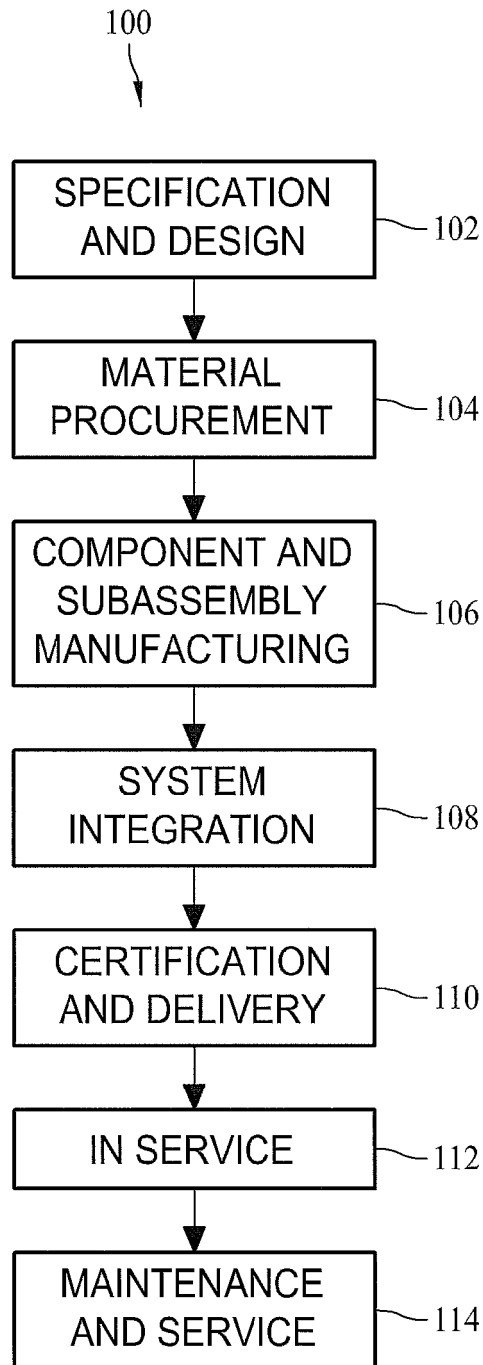 100
SPECIFICATION
AND DESIGN
102
MATERIAL
PROCUREMENT
104
COMPONENT AND
SUBASSEMBLY
MANUFACTURING
106
SYSTEM
INTEGRATION
108
CERTIFICATION
AND DELIVERY
110
IN SERVICE
112
MAINTENANCE
AND SERVICE
114